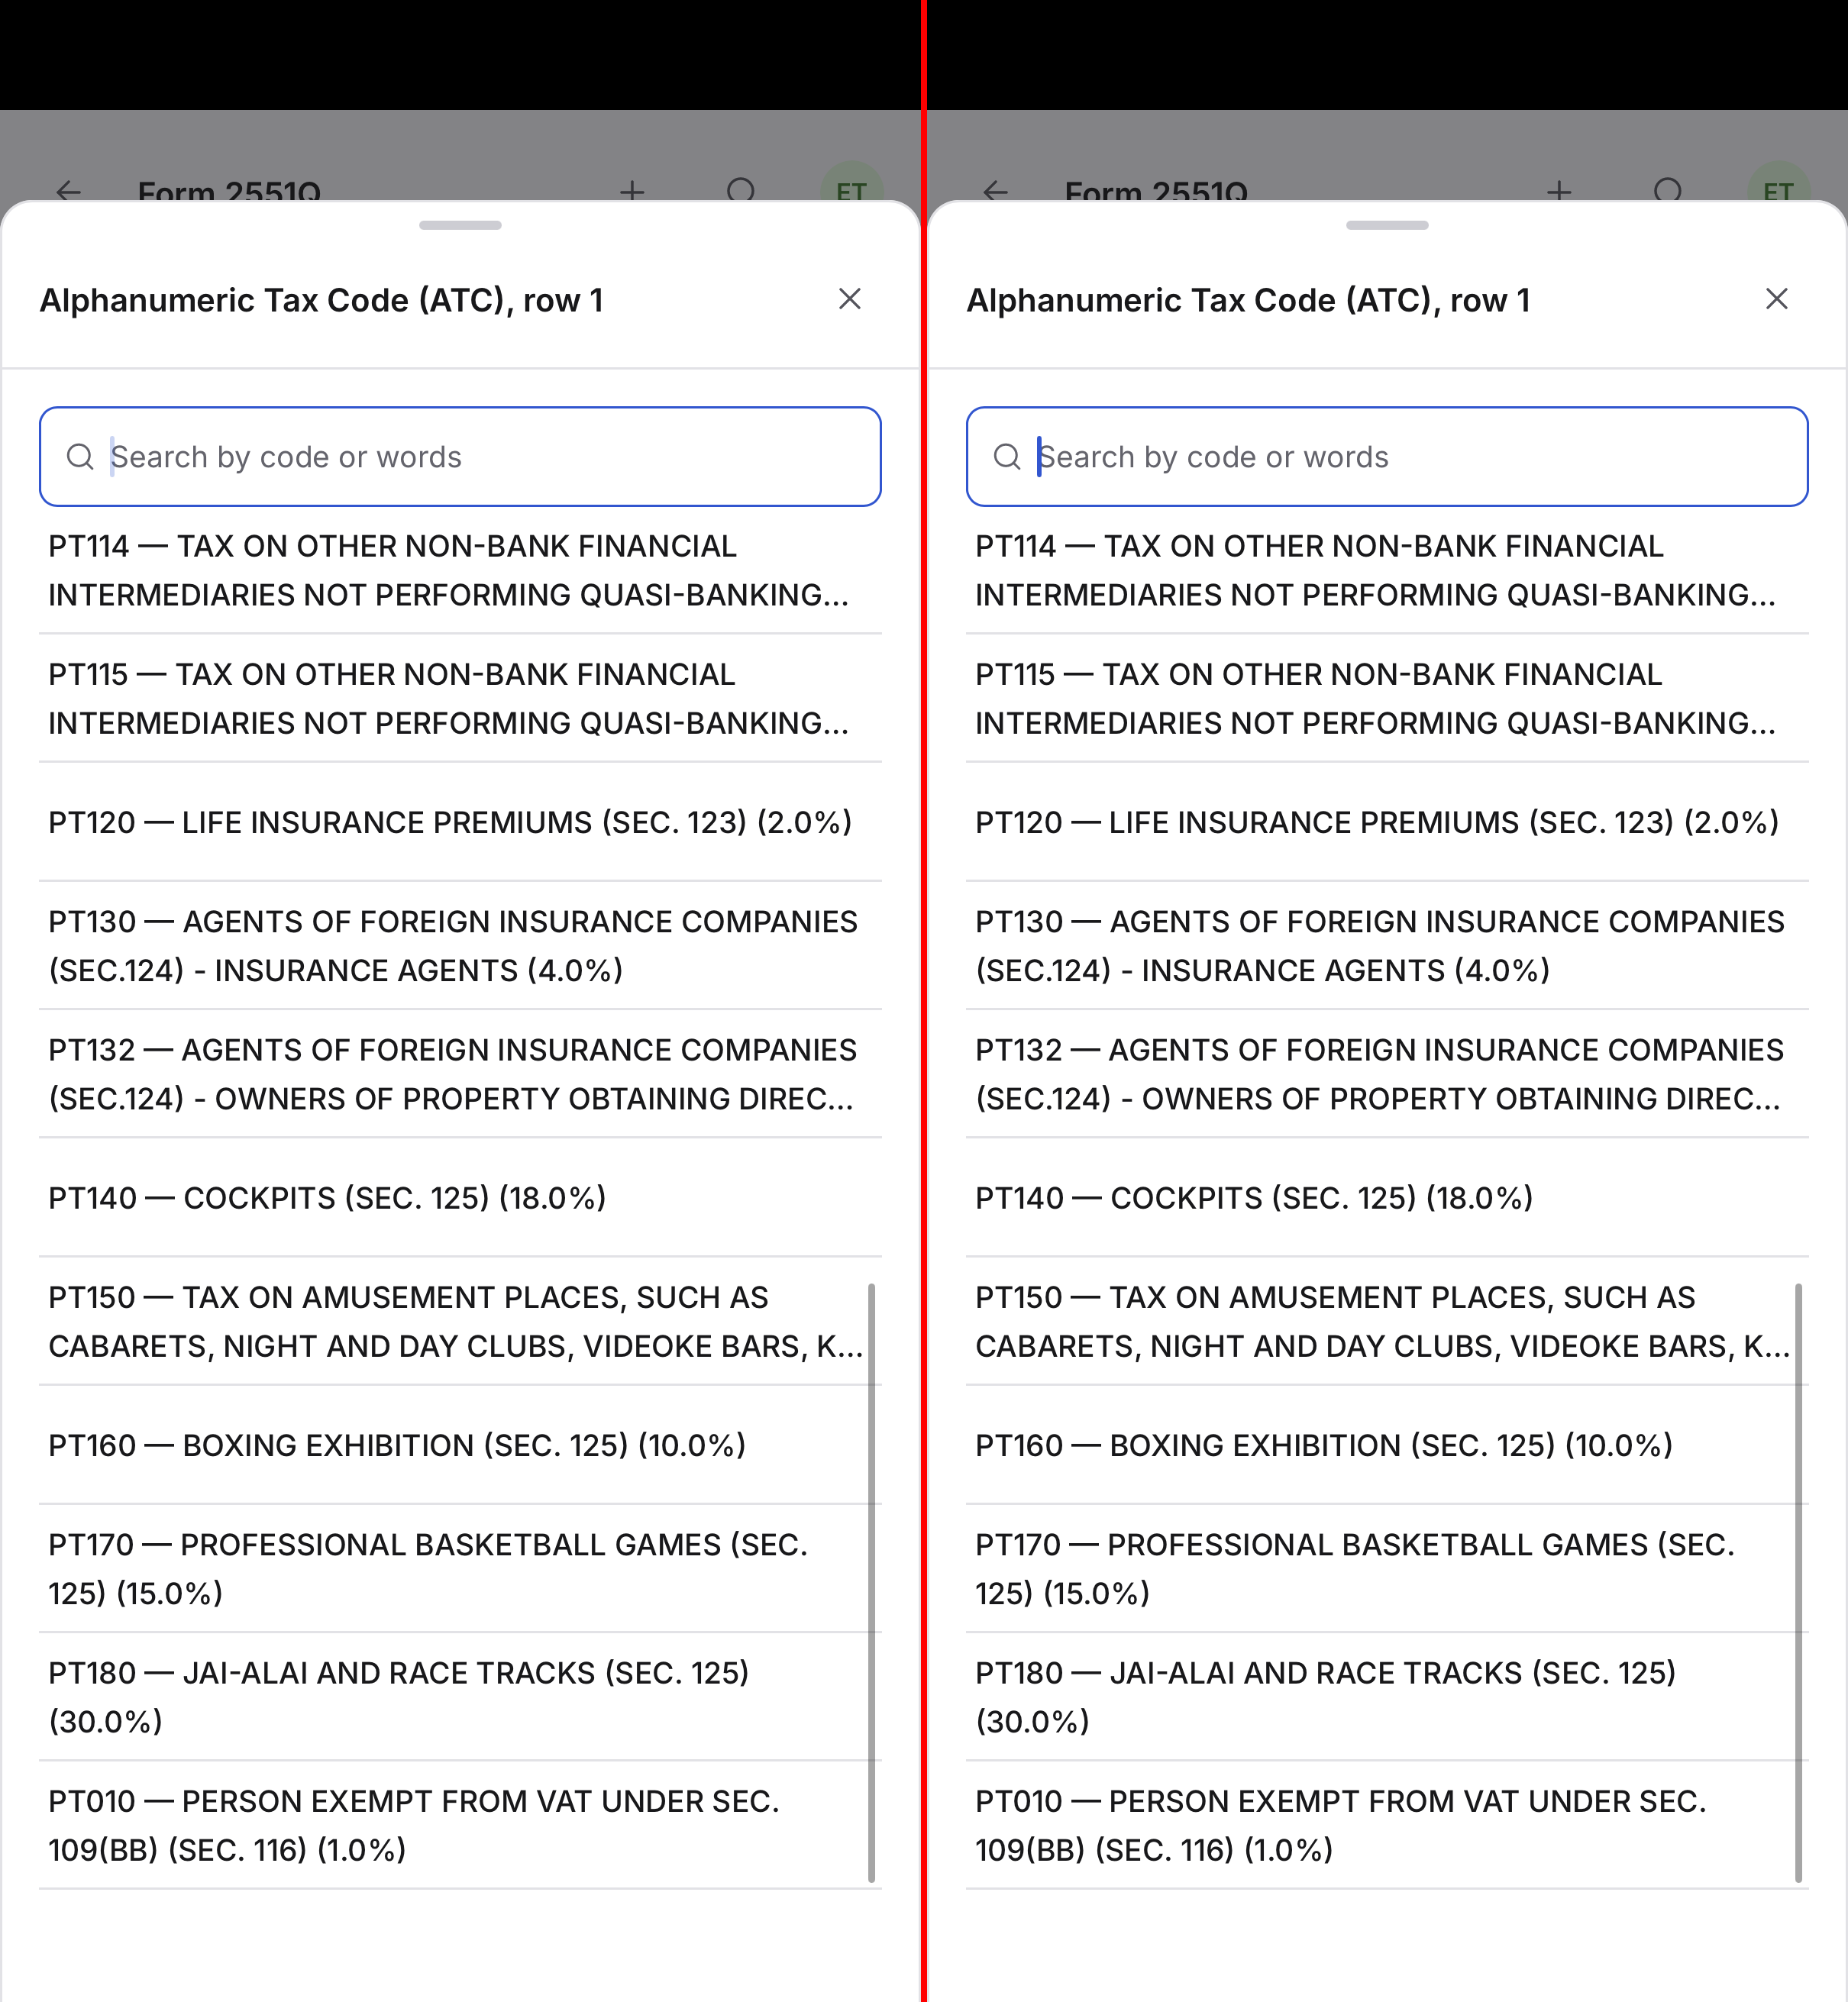 Form 2551Q
ET
Alphanumeric Tax Code (ATC), row 1
Search by code or words
PT114 — TAX ON OTHER NON-BANK FINANCIAL
INTERMEDIARIES NOT PERFORMING QUASI-BANKING...
PT115 — TAX ON OTHER NON-BANK FINANCIAL
INTERMEDIARIES NOT PERFORMING QUASI-BANKING...
PT120 — LIFE INSURANCE PREMIUMS (SEC. 123) (2.0%)
PT130 — AGENTS OF FOREIGN INSURANCE COMPANIES
(SEC.124) - INSURANCE AGENTS (4.0%)
PT132 — AGENTS OF FOREIGN INSURANCE COMPANIES
(SEC.124) - OWNERS OF PROPERTY OBTAINING DIREC...
PT140 — COCKPITS (SEC. 125) (18.0%)
PT150 — TAX ON AMUSEMENT PLACES, SUCH AS
CABARETS, NIGHT AND DAY CLUBS, VIDEOKE BARS, K...
PT160 — BOXING EXHIBITION (SEC. 125) (10.0%)
PT170 — PROFESSIONAL BASKETBALL GAMES (SEC.
125) (15.0%)
PT180 — JAI-ALAI AND RACE TRACKS (SEC. 125)
(30.0%)
PT010 — PERSON EXEMPT FROM VAT UNDER SEC.
109(BB) (SEC. 116) (1.0%)
Form 2551Q
ET
Alphanumeric Tax Code (ATC), row 1
Search by code or words
PT114 — TAX ON OTHER NON-BANK FINANCIAL
INTERMEDIARIES NOT PERFORMING QUASI-BANKING...
PT115 — TAX ON OTHER NON-BANK FINANCIAL
INTERMEDIARIES NOT PERFORMING QUASI-BANKING...
PT120 — LIFE INSURANCE PREMIUMS (SEC. 123) (2.0%)
PT130 — AGENTS OF FOREIGN INSURANCE COMPANIES
(SEC.124) - INSURANCE AGENTS (4.0%)
PT132 — AGENTS OF FOREIGN INSURANCE COMPANIES
(SEC.124) - OWNERS OF PROPERTY OBTAINING DIREC...
PT140 — COCKPITS (SEC. 125) (18.0%)
PT150 — TAX ON AMUSEMENT PLACES, SUCH AS
CABARETS, NIGHT AND DAY CLUBS, VIDEOKE BARS, K...
PT160 — BOXING EXHIBITION (SEC. 125) (10.0%)
PT170 — PROFESSIONAL BASKETBALL GAMES (SEC.
125) (15.0%)
PT180 — JAI-ALAI AND RACE TRACKS (SEC. 125)
(30.0%)
PT010 — PERSON EXEMPT FROM VAT UNDER SEC.
109(BB) (SEC. 116) (1.0%)